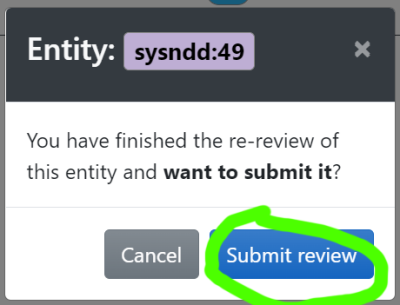 Entity: sysndd:49 ×
You have finished the re-review of
this entity and want to submit it?
Cancel Submit review